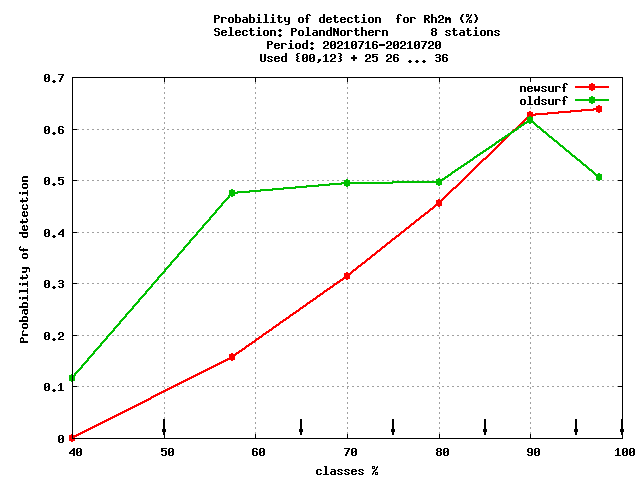 Probability of detection  for Rh2m (%)
Selection: PolandNorthern      8 stations
Period: 20210716-20210720
Used {00,12} + 25 26 ... 36
newsurf
oldsurf
0.7
0.6
0.5
0.4
0.3
0.2
0.1
0
Probability of detection
40 50 60 70 80 90 100
classes %